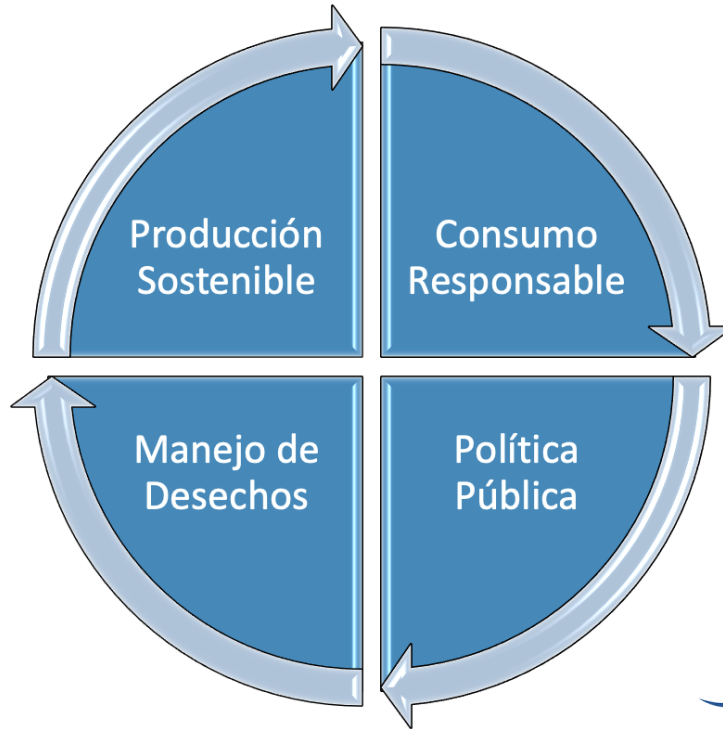 Producción
Sostenible
Consumo
Responsable
Manejo de
Desechos
Política
Pública